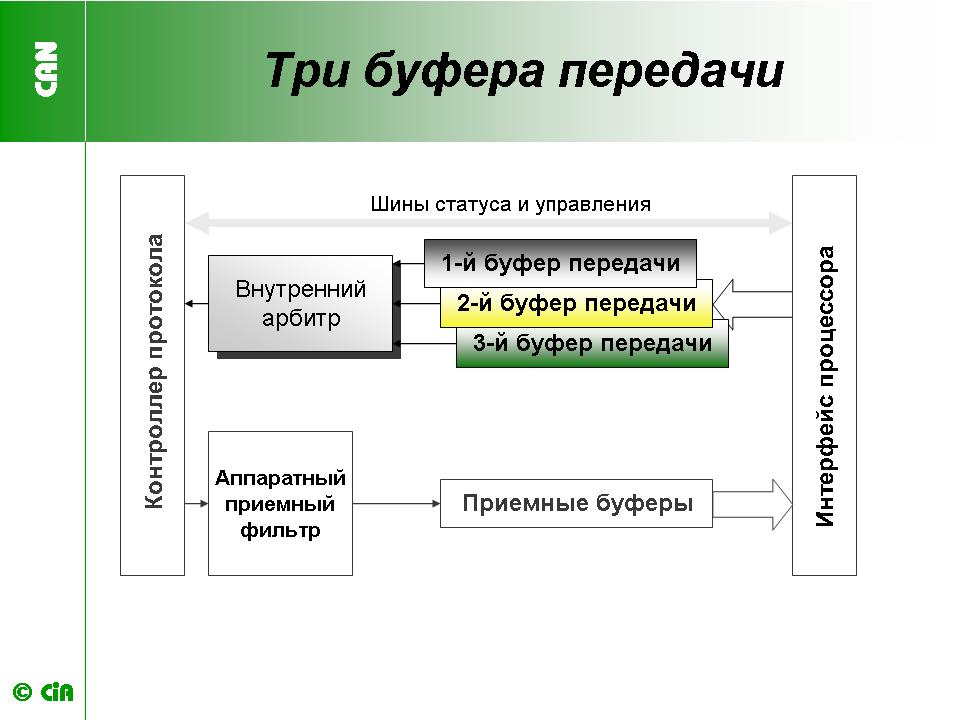 CAN
Три буфера передачи
Шины статуса и управления
Контроллер протокола
Внутренний
арбитр
1-й буфер передачи
2-й буфер передачи
3-й буфер передачи
Интерфейс процессора
Аппаратный
приемный
фильтр
Приемные буферы
© CiA